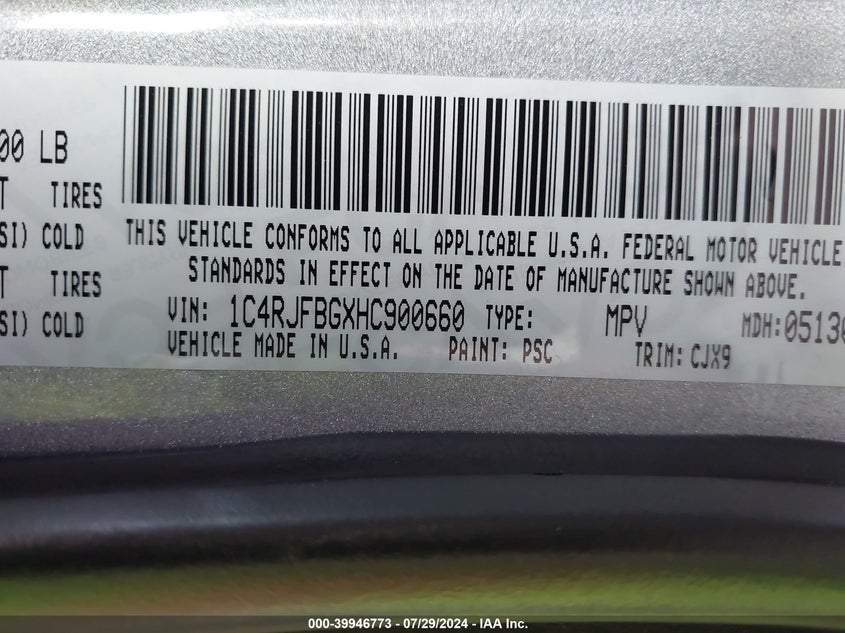 00 LB
T TIRES
SI) COLD
T TIRES
SI) COLD
THIS VEHICLE CONFORMS TO ALL APPLICABLE U.S.A. FEDERAL MOTOR VEHICLE
STANDARDS IN EFFECT ON THE DATE OF MANUFACTURE SHOWN ABOVE.
VIN: 1C4RJFBGXHC900660 TYPE: MPV MDH: 05130
VEHICLE MADE IN U.S.A. PAINT: PSC TRIM: CJX9
000-39946773 - 07/29/2024 - IAA Inc.